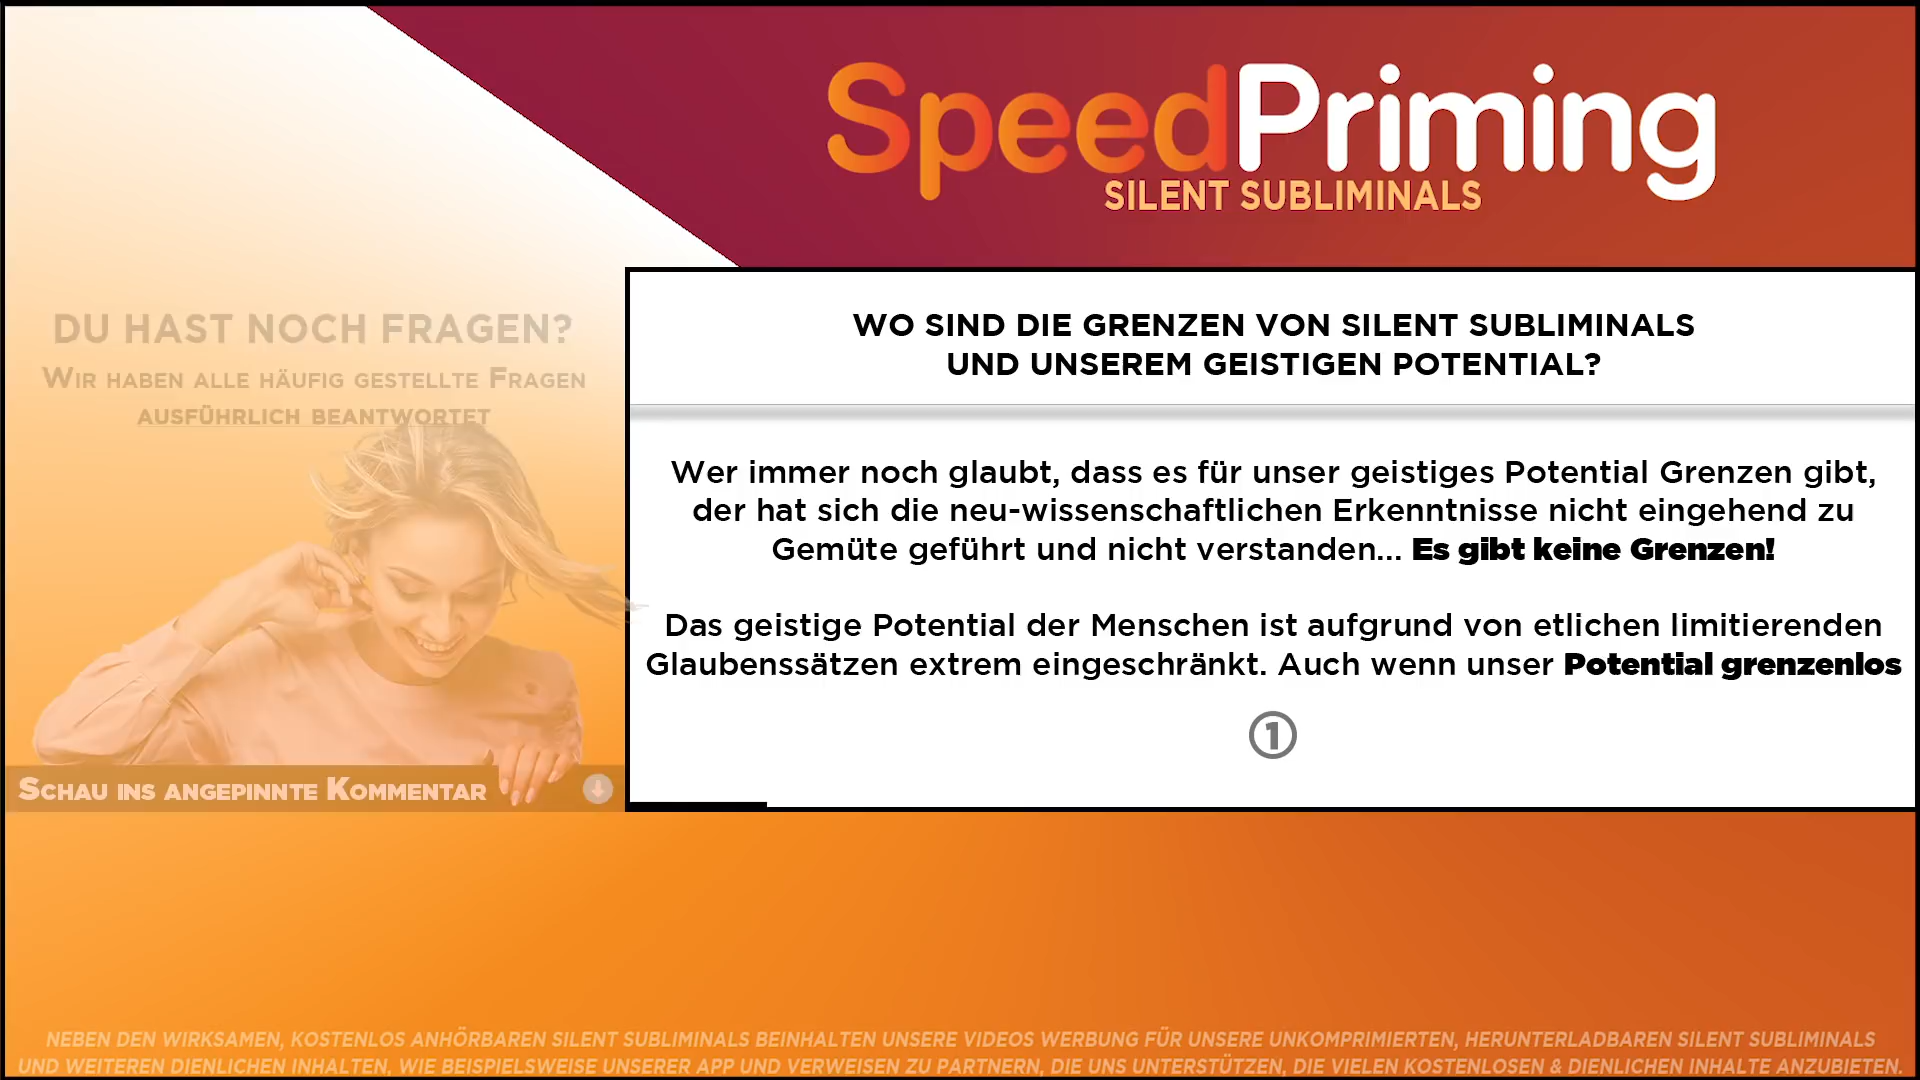 SpeedPriming
SILENT SUBLIMINALS
DU HAST NOCH FRAGEN?
WIR HABEN ALLE HÄUFIG GESTELLTE FRAGEN
AUSFÜHRLICH BEANTWORTET
SCHAU INS ANGEPINNTE KOMMENTAR
WO SIND DIE GRENZEN VON SILENT SUBLIMINALS
UND UNSEREM GEISTIGEN POTENTIAL?
Wer immer noch glaubt, dass es für unser geistiges Potential Grenzen gibt,
der hat sich die neu-wissenschaftlichen Erkenntnisse nicht eingehend zu
Gemüte geführt und nicht verstanden... Es gibt keine Grenzen!
Das geistige Potential der Menschen ist aufgrund von etlichen limitierenden
Glaubenssätzen extrem eingeschränkt. Auch wenn unser Potential grenzenlos
1
NEBEN DEN WIRKSAMEN, KOSTENLOS ANHÖRBAREN SILENT SUBLIMINALS BEINHALTEN UNSERE VIDEOS WERBUNG FÜR UNSERE UNKOMPRIMIERTEN, HERUNTERLADBAREN SILENT SUBLIMINALS
UND WEITEREN DIENLICHEN INHALTEN, WIE BEISPIELSWEISE UNSERER APP UND VERWEISEN ZU PARTNERN, DIE UNS UNTERSTÜTZEN, DIE VIELEN KOSTENLOSEN & DIENLICHEN INHALTE ANZUBIETEN.